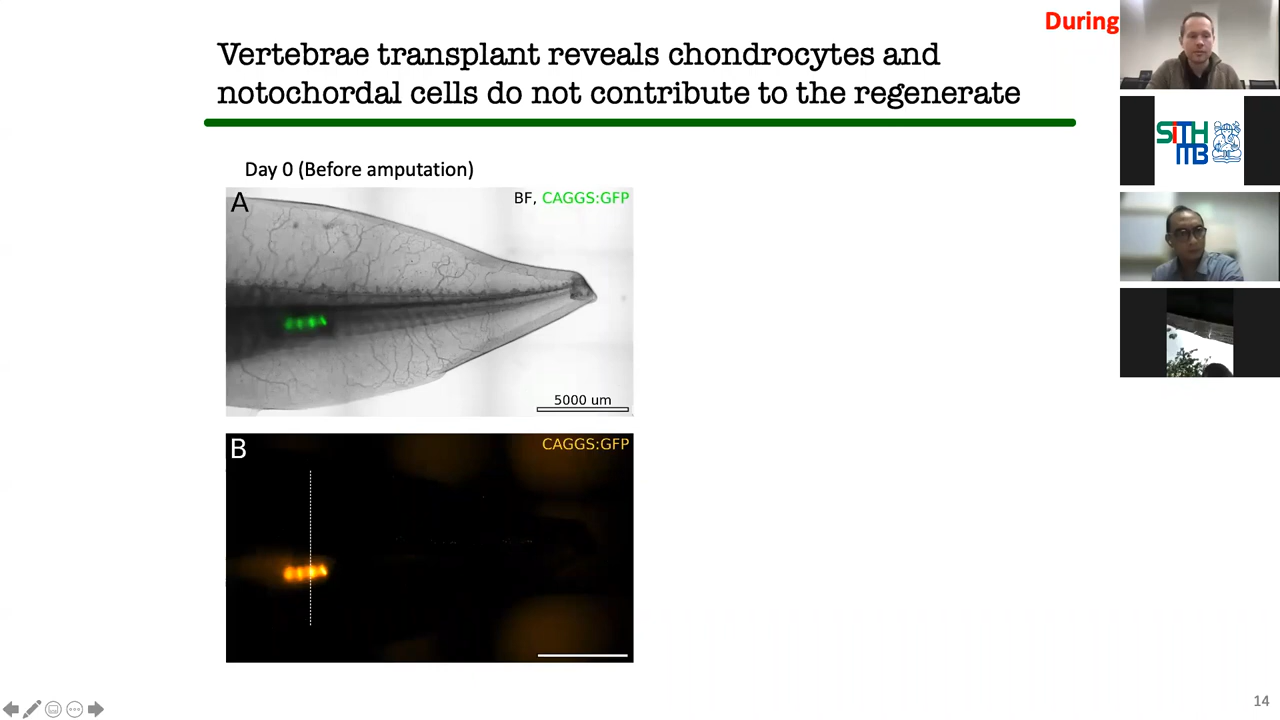 During
Vertebrae transplant reveals chondrocytes and
notochordal cells do not contribute to the regenerate
Day 0 (Before amputation)
A
BF, CAGGS:GFP
5000 um
B
CAGGS:GFP
SITH
ITB
14